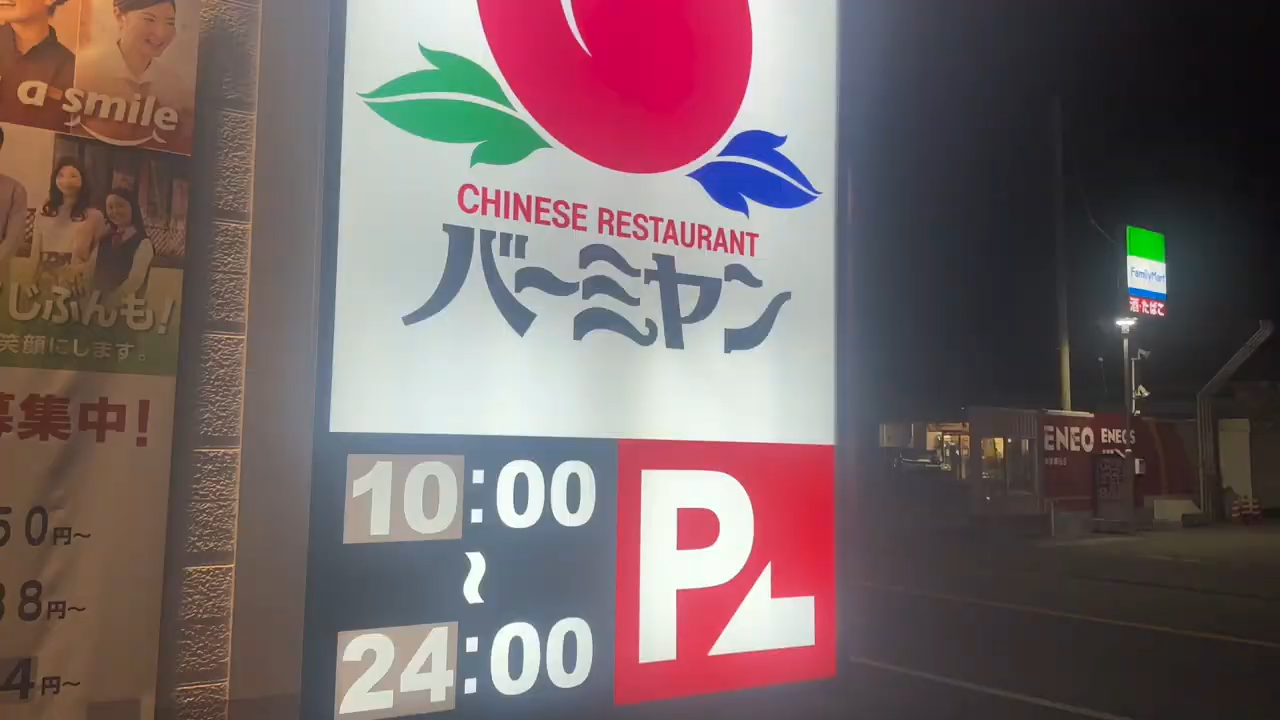 a smile
じぶんも!
笑顔にします。
募集中!
50円～
88円～
4円～
CHINESE RESTAURANT
バーミヤン
10:00
～
24:00
P
FamilyMart
酒・たばこ
ENEO
ENEOS